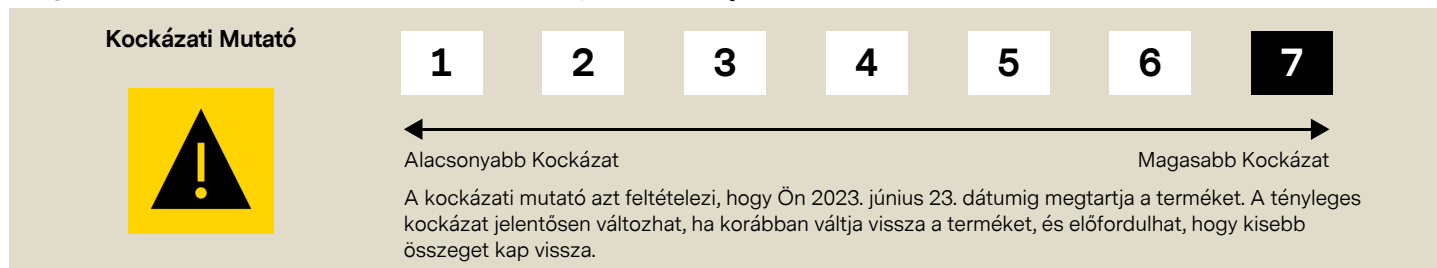 Kockázati Mutató
1 2 3 4 5 6 7
Alacsonyabb Kockázat Magasabb Kockázat
A kockázati mutató azt feltételezi, hogy Ön 2023. június 23. dátumig megtartja a terméket. A tényleges
kockázat jelentősen változhat, ha korábban váltja vissza a terméket, és előfordulhat, hogy kisebb
összeget kap vissza.